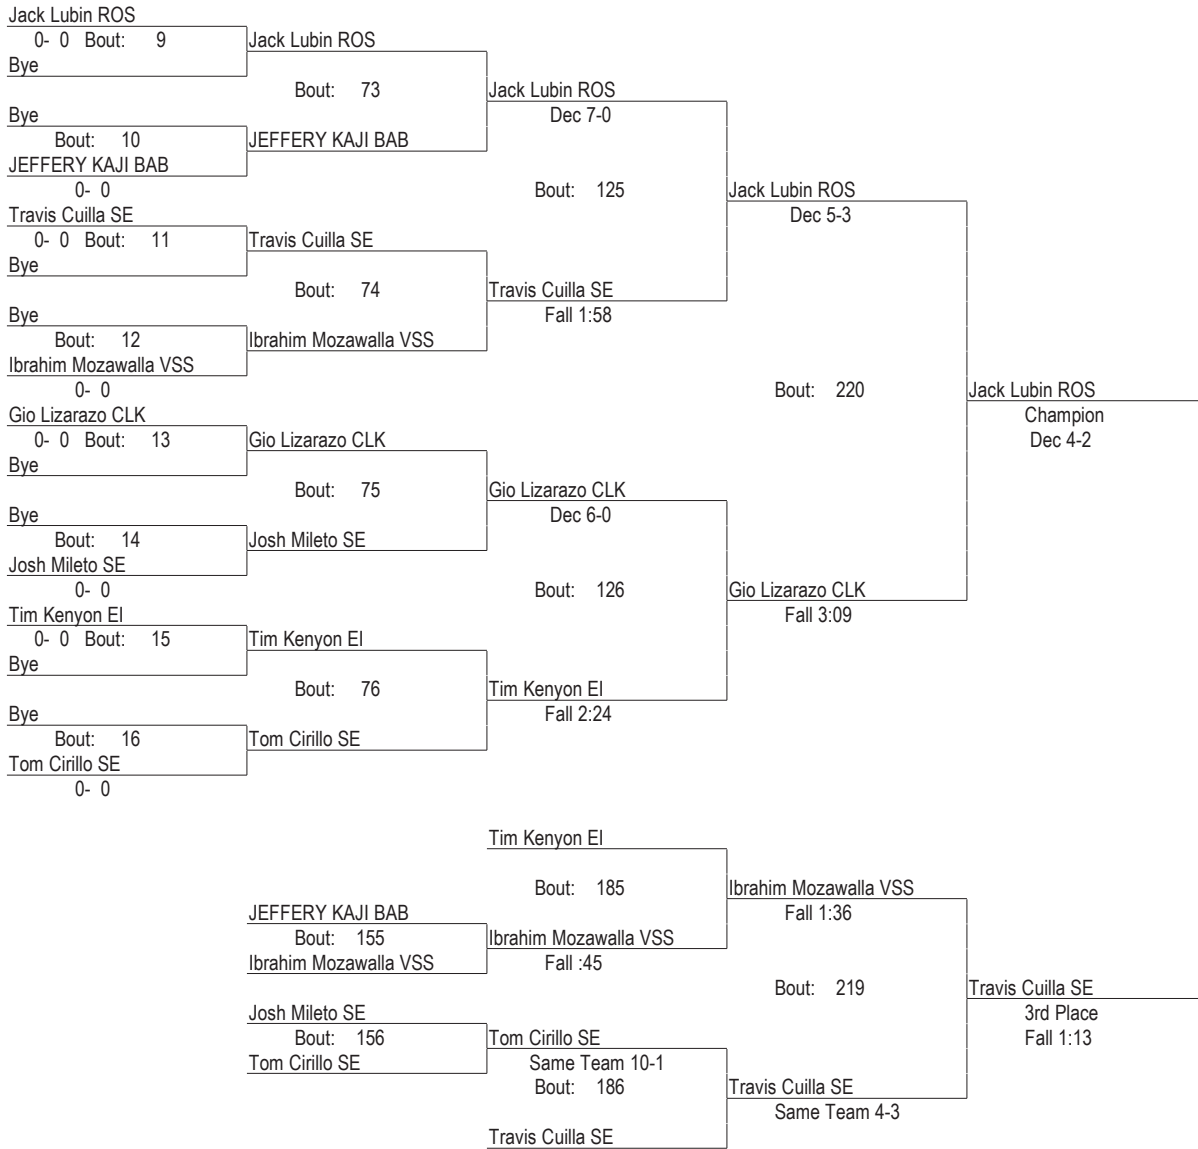 Jack Lubin ROS
0- 0 Bout: 9
Jack Lubin ROS
Bye
Bout: 73
Jack Lubin ROS
Bye
Dec 7-0
Bout: 10
JEFFERY KAJI BAB
JEFFERY KAJI BAB
0- 0
Bout: 125
Jack Lubin ROS
Travis Cuilla SE
Dec 5-3
0- 0 Bout: 11
Travis Cuilla SE
Bye
Bout: 74
Travis Cuilla SE
Bye
Fall 1:58
Bout: 12
Ibrahim Mozawalla VSS
Ibrahim Mozawalla VSS
0- 0
Bout: 220
Jack Lubin ROS
Gio Lizarazo CLK
Champion
0- 0 Bout: 13
Gio Lizarazo CLK
Dec 4-2
Bye
Bout: 75
Gio Lizarazo CLK
Bye
Dec 6-0
Bout: 14
Josh Mileto SE
Josh Mileto SE
0- 0
Bout: 126
Gio Lizarazo CLK
Tim Kenyon EI
Fall 3:09
0- 0 Bout: 15
Tim Kenyon EI
Bye
Bout: 76
Tim Kenyon EI
Bye
Fall 2:24
Bout: 16
Tom Cirillo SE
Tom Cirillo SE
0- 0
Tim Kenyon EI
Bout: 185
Ibrahim Mozawalla VSS
JEFFERY KAJI BAB
Fall 1:36
Bout: 155
Ibrahim Mozawalla VSS
Ibrahim Mozawalla VSS
Fall :45
Bout: 219
Travis Cuilla SE
Josh Mileto SE
3rd Place
Bout: 156
Tom Cirillo SE
Fall 1:13
Tom Cirillo SE
Same Team 10-1
Bout: 186
Travis Cuilla SE
Same Team 4-3
Travis Cuilla SE